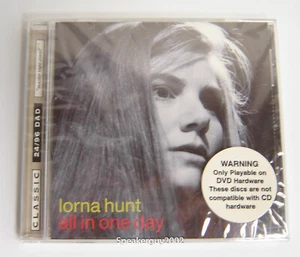 CLASSIC
24/96 DAD
lorna hunt
all in one day
WARNING
Only Playable on
DVD Hardware
These discs are not
compatible with CD
hardware
Speakerguy2002